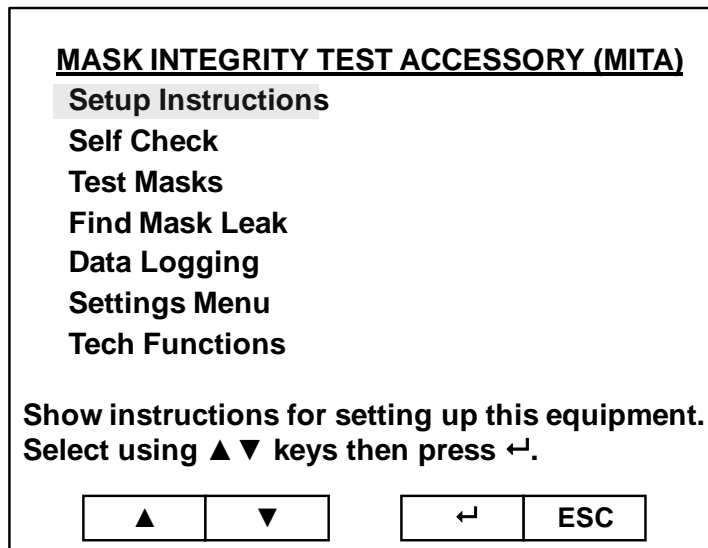 MASK INTEGRITY TEST ACCESSORY (MITA)
Setup Instructions
Self Check
Test Masks
Find Mask Leak
Data Logging
Settings Menu
Tech Functions
Show instructions for setting up this equipment.
Select using ▲▼ keys then press ↵.
▲ ▼ ↵ ESC